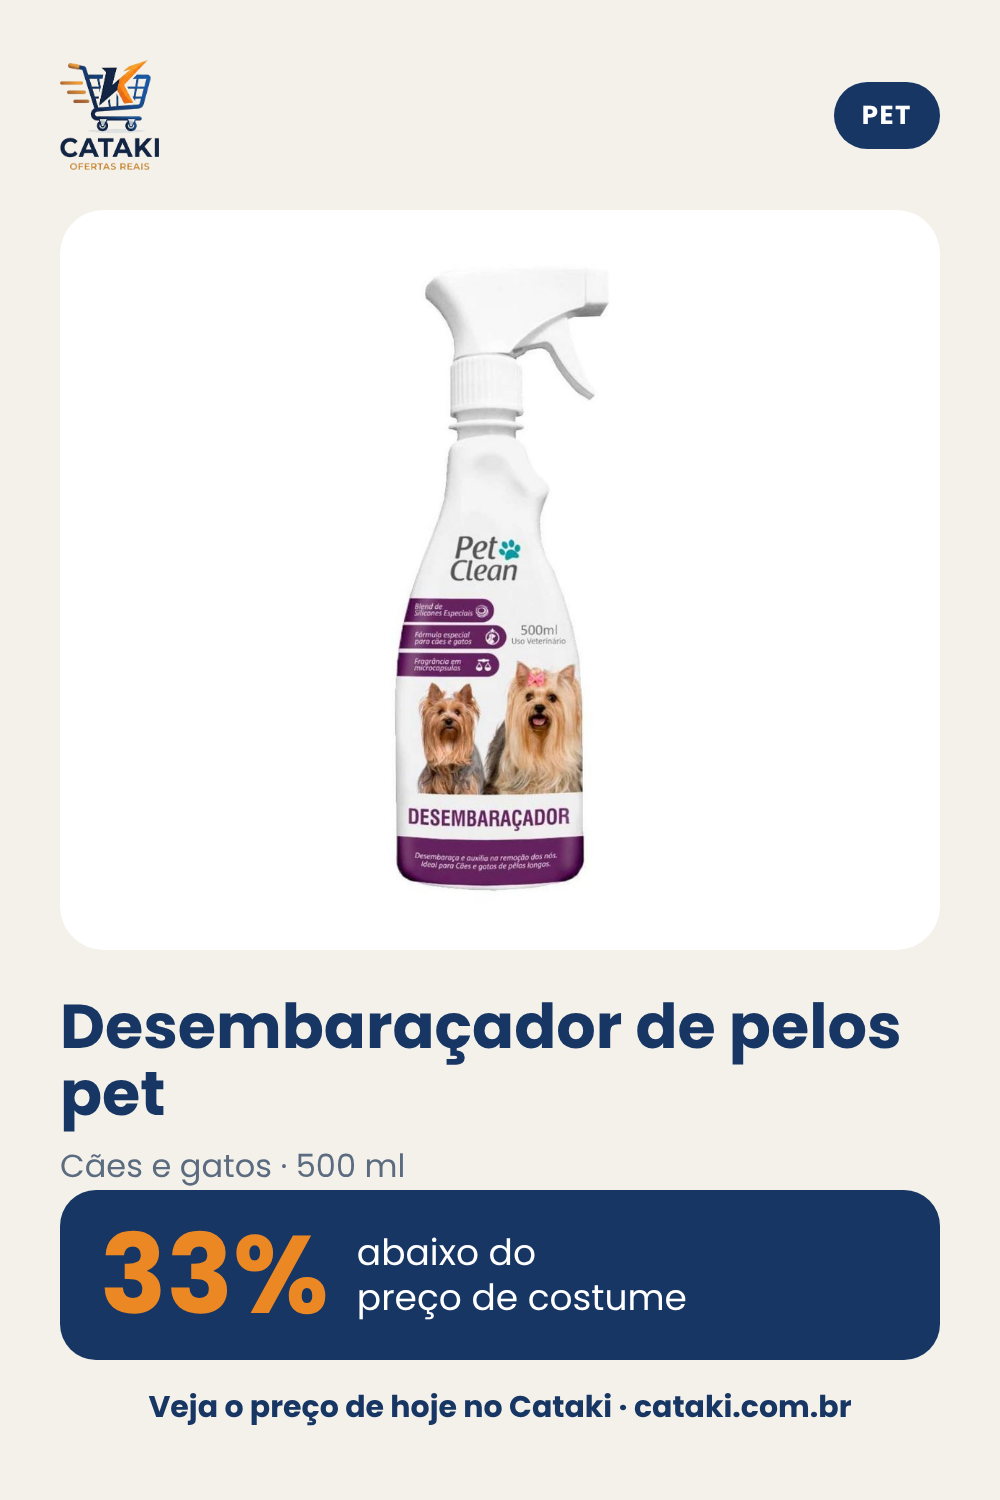 CATAKI
OFERTAS REAIS
PET
Pet
Clean
Blend de
Silicones Especiais
Fórmula especial
para cães e gatos
500ml
Uso Veterinário
Fragrância em
microcapsulas
DESEMBARAÇADOR
Desembaraça e auxilia na remoção dos nós.
Ideal para Cães e gatos de pêlos longos.
Desembaraçador de pelos
pet
Cães e gatos · 500 ml
33%
abaixo do
preço de costume
Veja o preço de hoje no Cataki · cataki.com.br